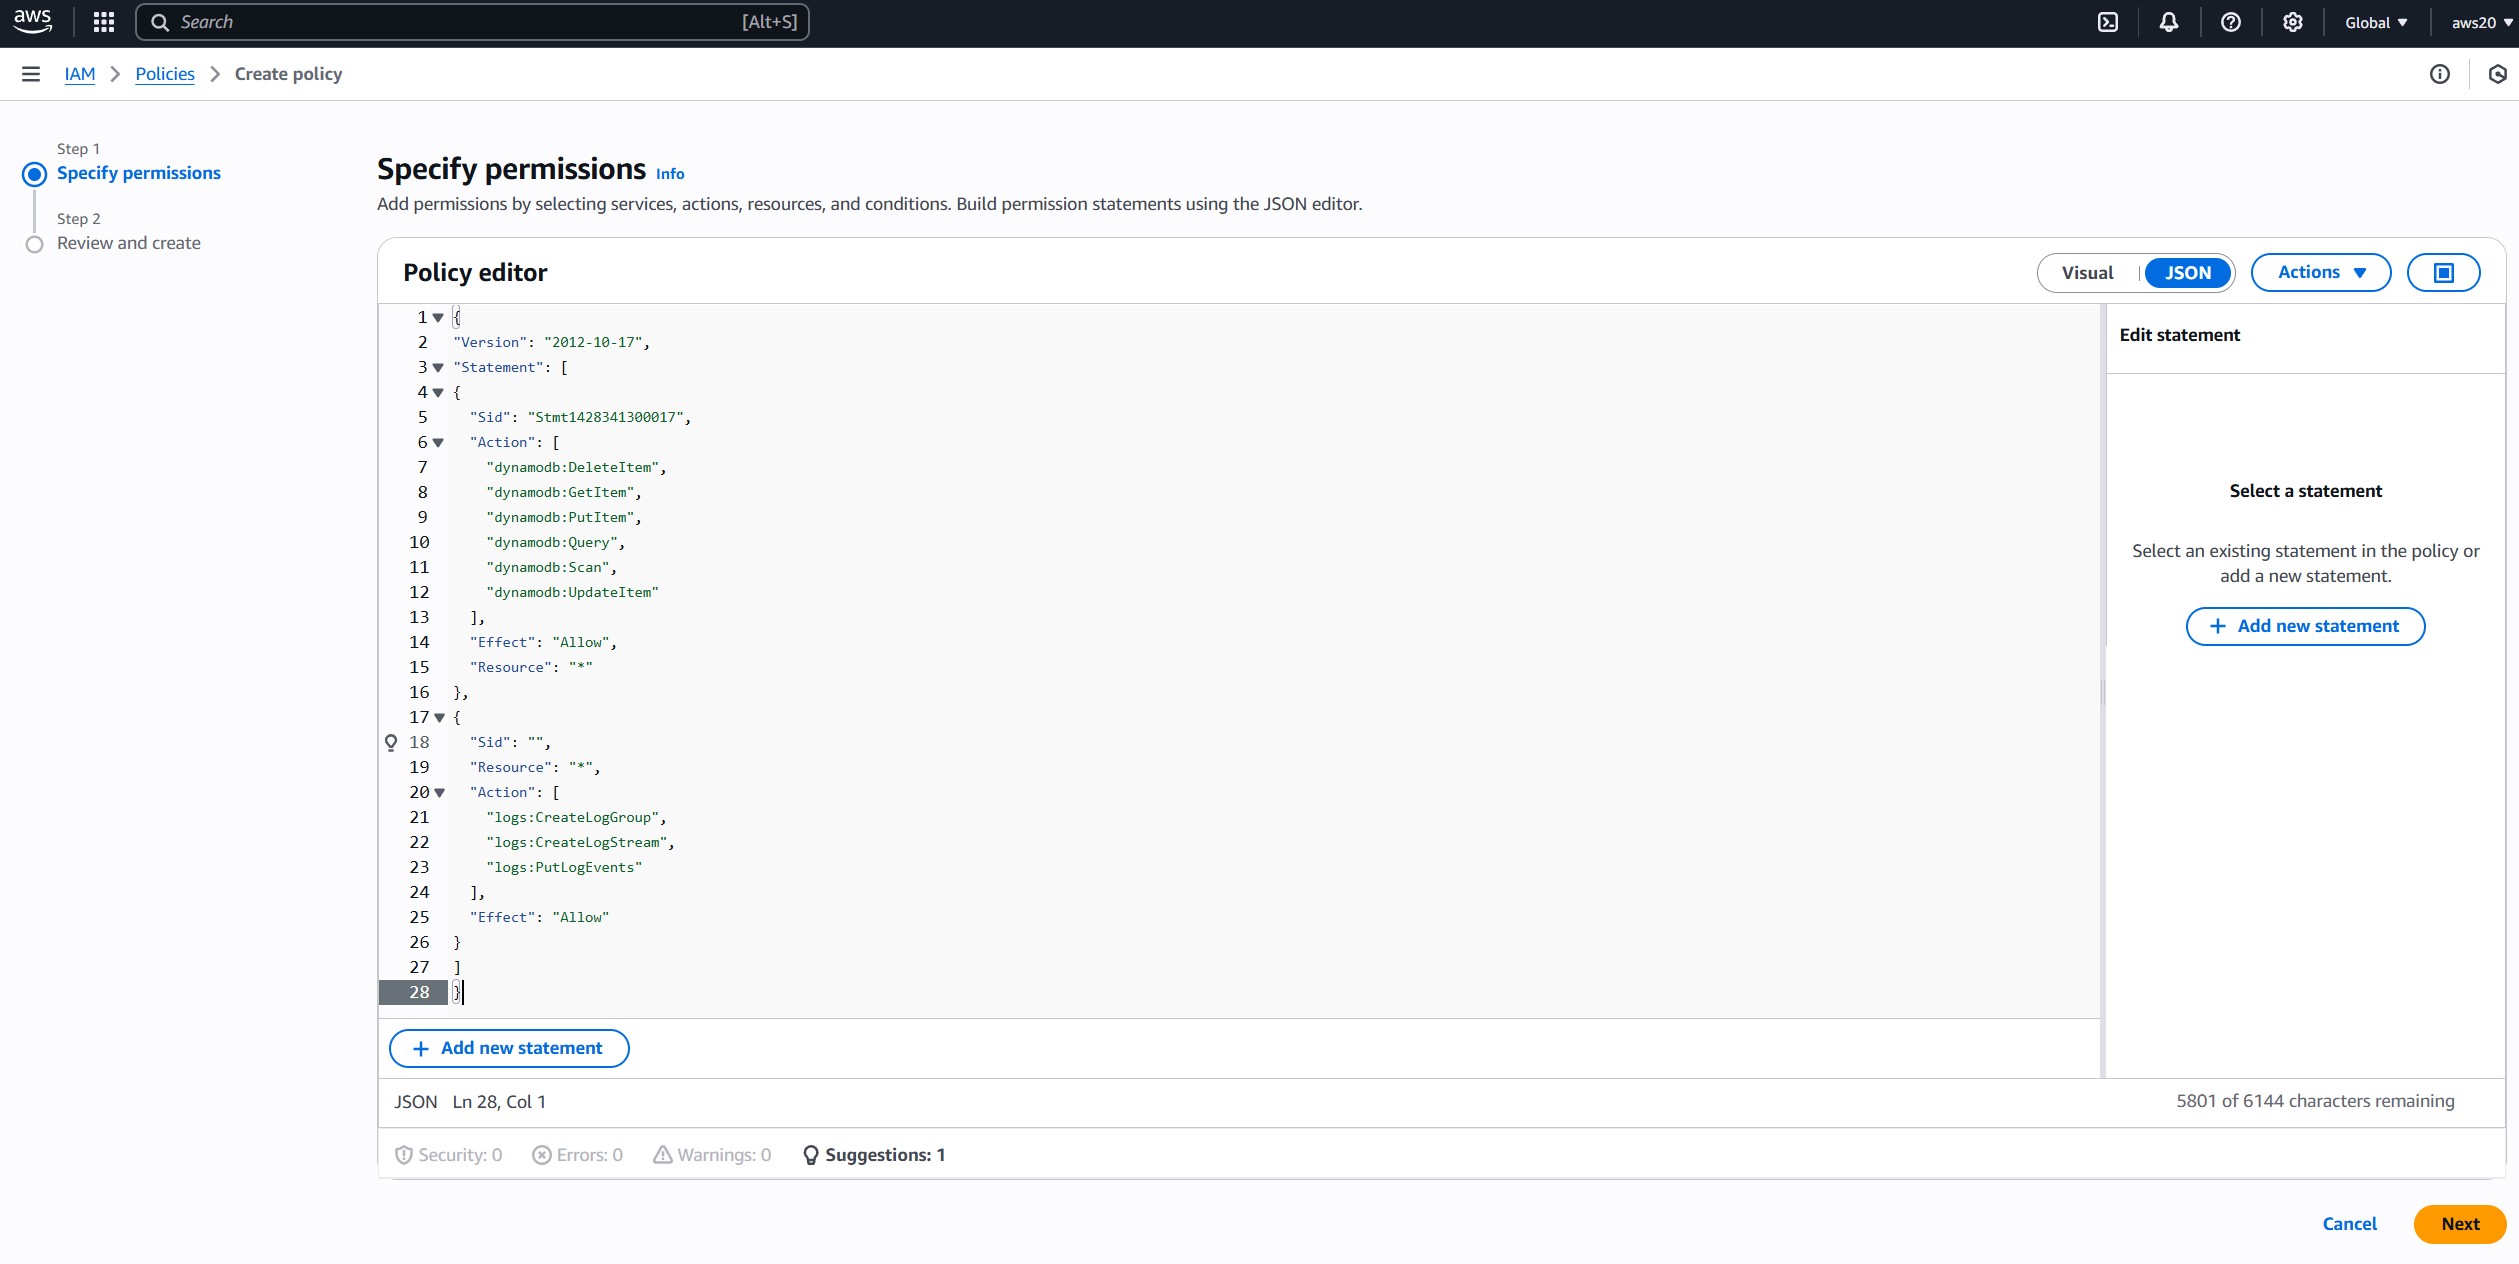 aws
Search [Alt+S]
Global
aws20
IAM > Policies > Create policy
Step 1
Specify permissions
Step 2
Review and create
Specify permissions Info
Add permissions by selecting services, actions, resources, and conditions. Build permission statements using the JSON editor.
Policy editor
Visual | JSON
Actions
1 {
2 "Version": "2012-10-17",
3 "Statement": [
4 {
5 "Sid": "Stmt1428341300017",
6 "Action": [
7 "dynamodb:DeleteItem",
8 "dynamodb:GetItem",
9 "dynamodb:PutItem",
10 "dynamodb:Query",
11 "dynamodb:Scan",
12 "dynamodb:UpdateItem"
13 ],
14 "Effect": "Allow",
15 "Resource": "*"
16 },
17 {
18 "Sid": "",
19 "Resource": "*",
20 "Action": [
21 "logs:CreateLogGroup",
22 "logs:CreateLogStream",
23 "logs:PutLogEvents"
24 ],
25 "Effect": "Allow"
26 }
27 ]
28 }
Edit statement
Select a statement
Select an existing statement in the policy or
add a new statement.
+ Add new statement
+ Add new statement
JSON Ln 28, Col 1
5801 of 6144 characters remaining
Security: 0
Errors: 0
Warnings: 0
Suggestions: 1
Cancel
Next